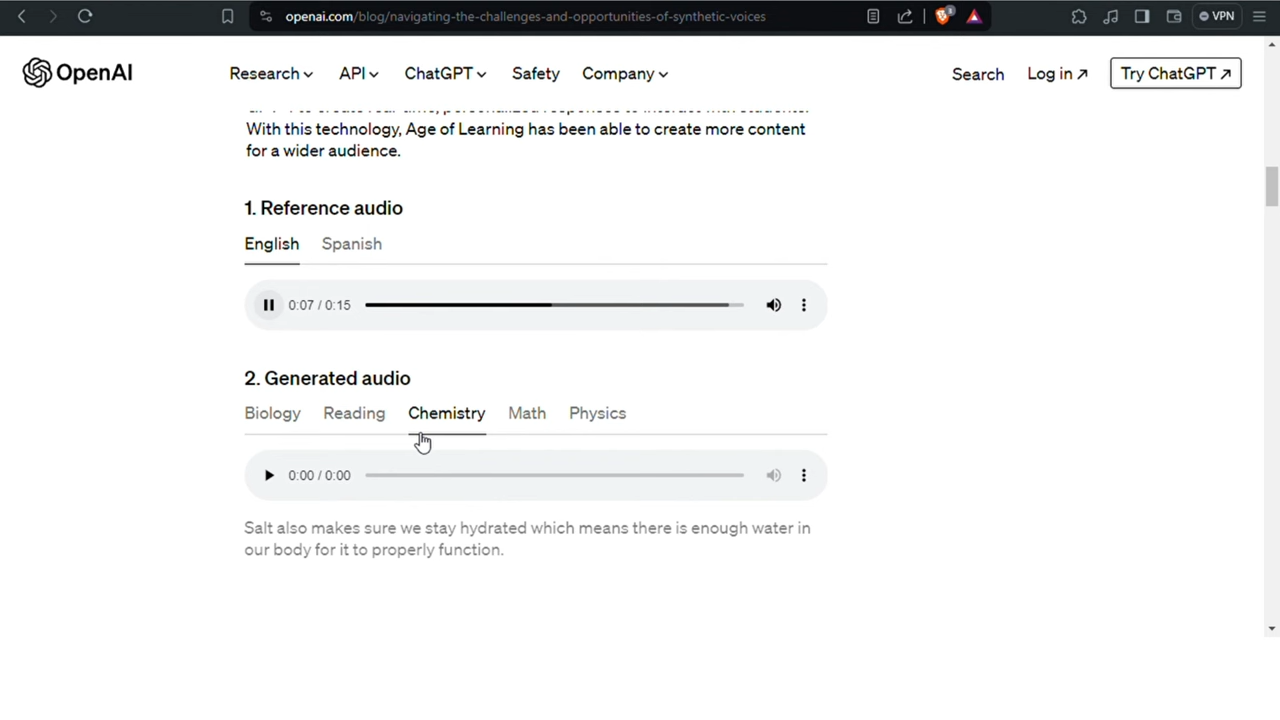 openai.com/blog/navigating-the-challenges-and-opportunities-of-synthetic-voices
VPN
OpenAI
Research
API
ChatGPT
Safety
Company
Search
Log in
Try ChatGPT
With this technology, Age of Learning has been able to create more content
for a wider audience.
1. Reference audio
English
Spanish
0:07 / 0:15
2. Generated audio
Biology
Reading
Chemistry
Math
Physics
0:00 / 0:00
Salt also makes sure we stay hydrated which means there is enough water in
our body for it to properly function.